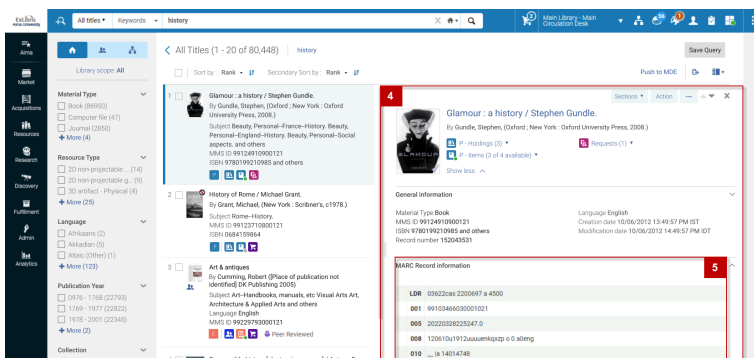 ExLibris
Alma University
All titles
Keywords
history
Main Library - Main
Circulation Desk
Alma
Market
Acquisitions
Resources
Research
Discovery
Fulfillment
Admin
Analytics
Library scope: All
Material Type
Book (86950)
Computer file (47)
Journal (2850)
+ More (4)
Resource Type
2D non-projectable ... (14)
2D non-projectable g... (9)
3D artifact - Physical (4)
+ More (25)
Language
Afrikaans (2)
Akkadian (5)
Altaic (Other) (1)
+ More (123)
Publication Year
0976 - 1768 (22793)
1769 - 1977 (22822)
1978 - 2001 (22345)
+ More (2)
Collection
All Titles (1 - 20 of 80,448)
history
Save Query
Sort by: Rank
Secondary Sort by: Rank
Push to MDE
1
Glamour : a history / Stephen Gundle.
By Gundle, Stephen, (Oxford ; New York : Oxford
University Press, 2008.)
Subject Beauty, Personal--France--History. Beauty,
Personal--England--History. Beauty, Personal--Social
aspects. and others
MMS ID 99124910900121
ISBN 9780199210985 and others
P
2
History of Rome / Michael Grant.
By Grant, Michael, (New York : Scribner's, c1978.)
Subject Rome--History.
MMS ID 99123710800121
ISBN 0684159864
P
3
Art & antiques
By Cumming, Robert ([Place of publication not
identified] DK Publishing 2005)
Subject Art--Handbooks, manuals, etc Visual Arts Art,
Architecture & Applied Arts and others
Language English
MMS ID 99229793000121
Peer Reviewed
4
Sections
Action
GLAMOUR
Glamour : a history / Stephen Gundle.
By Gundle, Stephen, (Oxford ; New York : Oxford University Press, 2008.)
P - Holdings (3)
Requests (1)
P - Items (3 of 4 available)
Show less
General information
Material Type Book
Language English
MMS ID 99124910900121
Creation date 10/06/2012 13:49:57 PM IST
ISBN 9780199210985 and others
Modification date 10/06/2012 14:49:57 PM IDT
Record number 152043531
MARC Record information
5
LDR 03622cas 2200697 a 4500
001 99103466030001021
005 20220328225247.0
008 120610u1912uuuuenkqxzp o 0 a0eng
010 __ |a 14014748